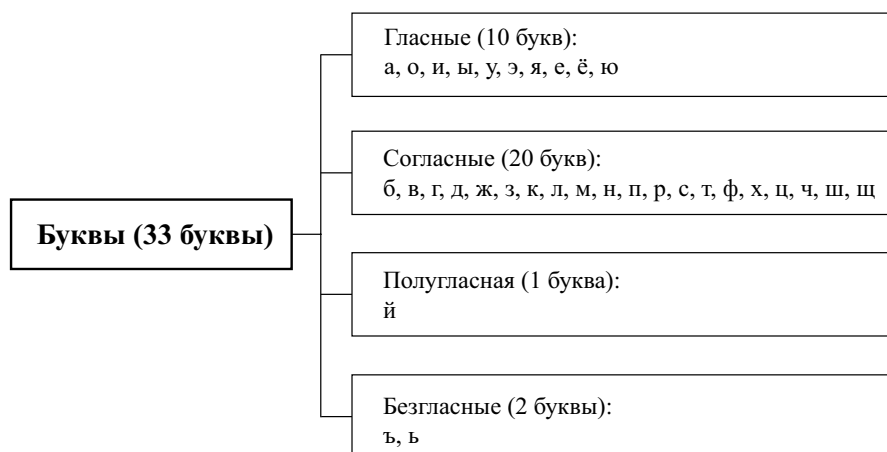 Гласные (10 букв):
а, о, и, ы, у, э, я, е, ё, ю
Согласные (20 букв):
б, в, г, д, ж, з, к, л, м, н, п, р, с, т, ф, х, ц, ч, ш, щ
Буквы (33 буквы)
Полугласная (1 буква):
й
Безгласные (2 буквы):
ъ, ь